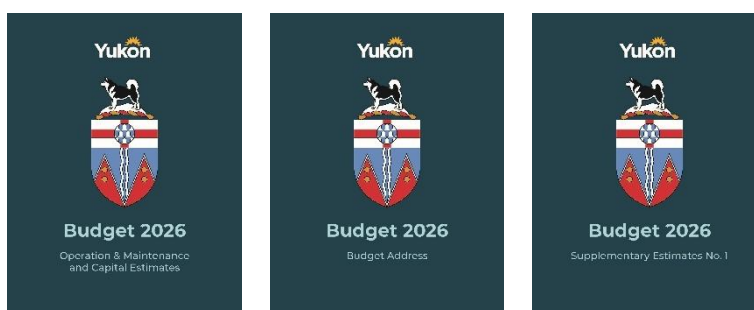 Yukon
Budget 2026
Operation & Maintenance
and Capital Estimates
Yukon
Budget 2026
Budget Address
Yukon
Budget 2026
Supplementary Estimates No. 1